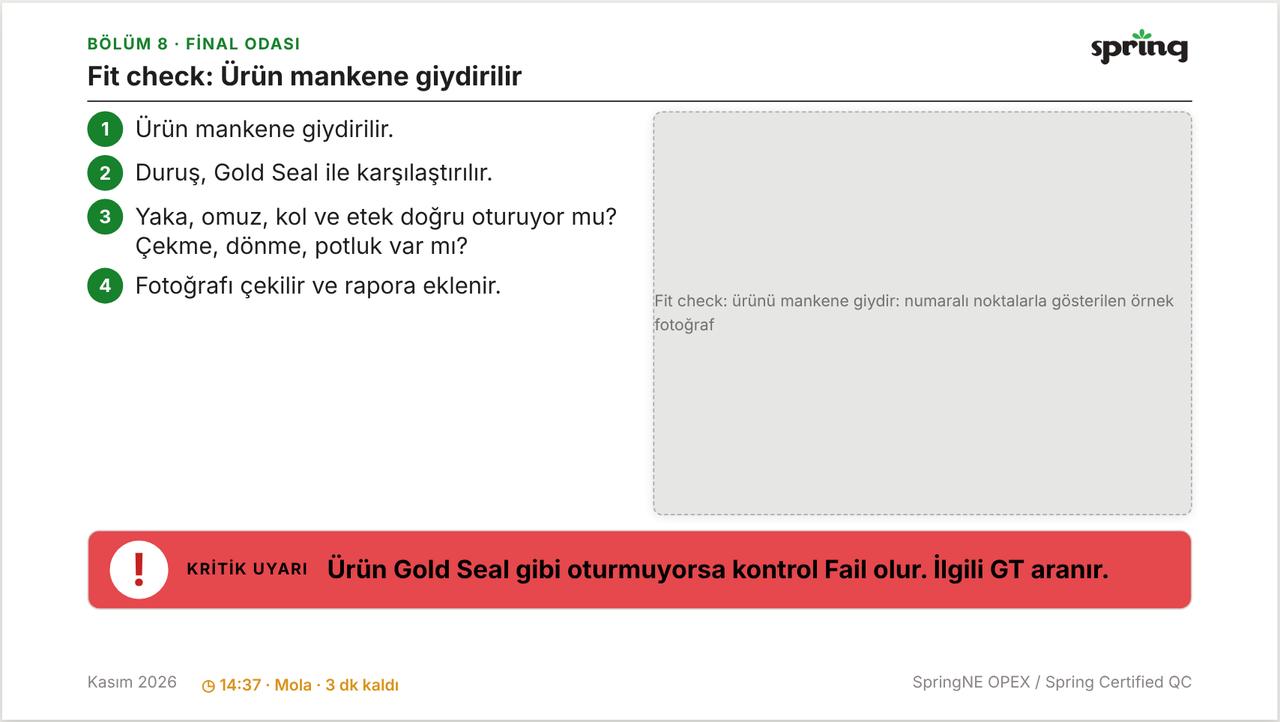 BÖLÜM 8 · FİNAL ODASI
spring
Fit check: Ürün mankene giydirilir
1 Ürün mankene giydirilir.
2 Duruş, Gold Seal ile karşılaştırılır.
3 Yaka, omuz, kol ve etek doğru oturuyor mu?
Çekme, dönme, potluk var mı?
4 Fotoğrafı çekilir ve rapora eklenir.
Fit check: ürünü mankene giydir: numaralı noktalarla gösterilen örnek
fotoğraf
! KRİTİK UYARI Ürün Gold Seal gibi oturmuyorsa kontrol Fail olur. İlgili GT aranır.
Kasım 2026 14:37 · Mola · 3 dk kaldı SpringNE OPEX / Spring Certified QC